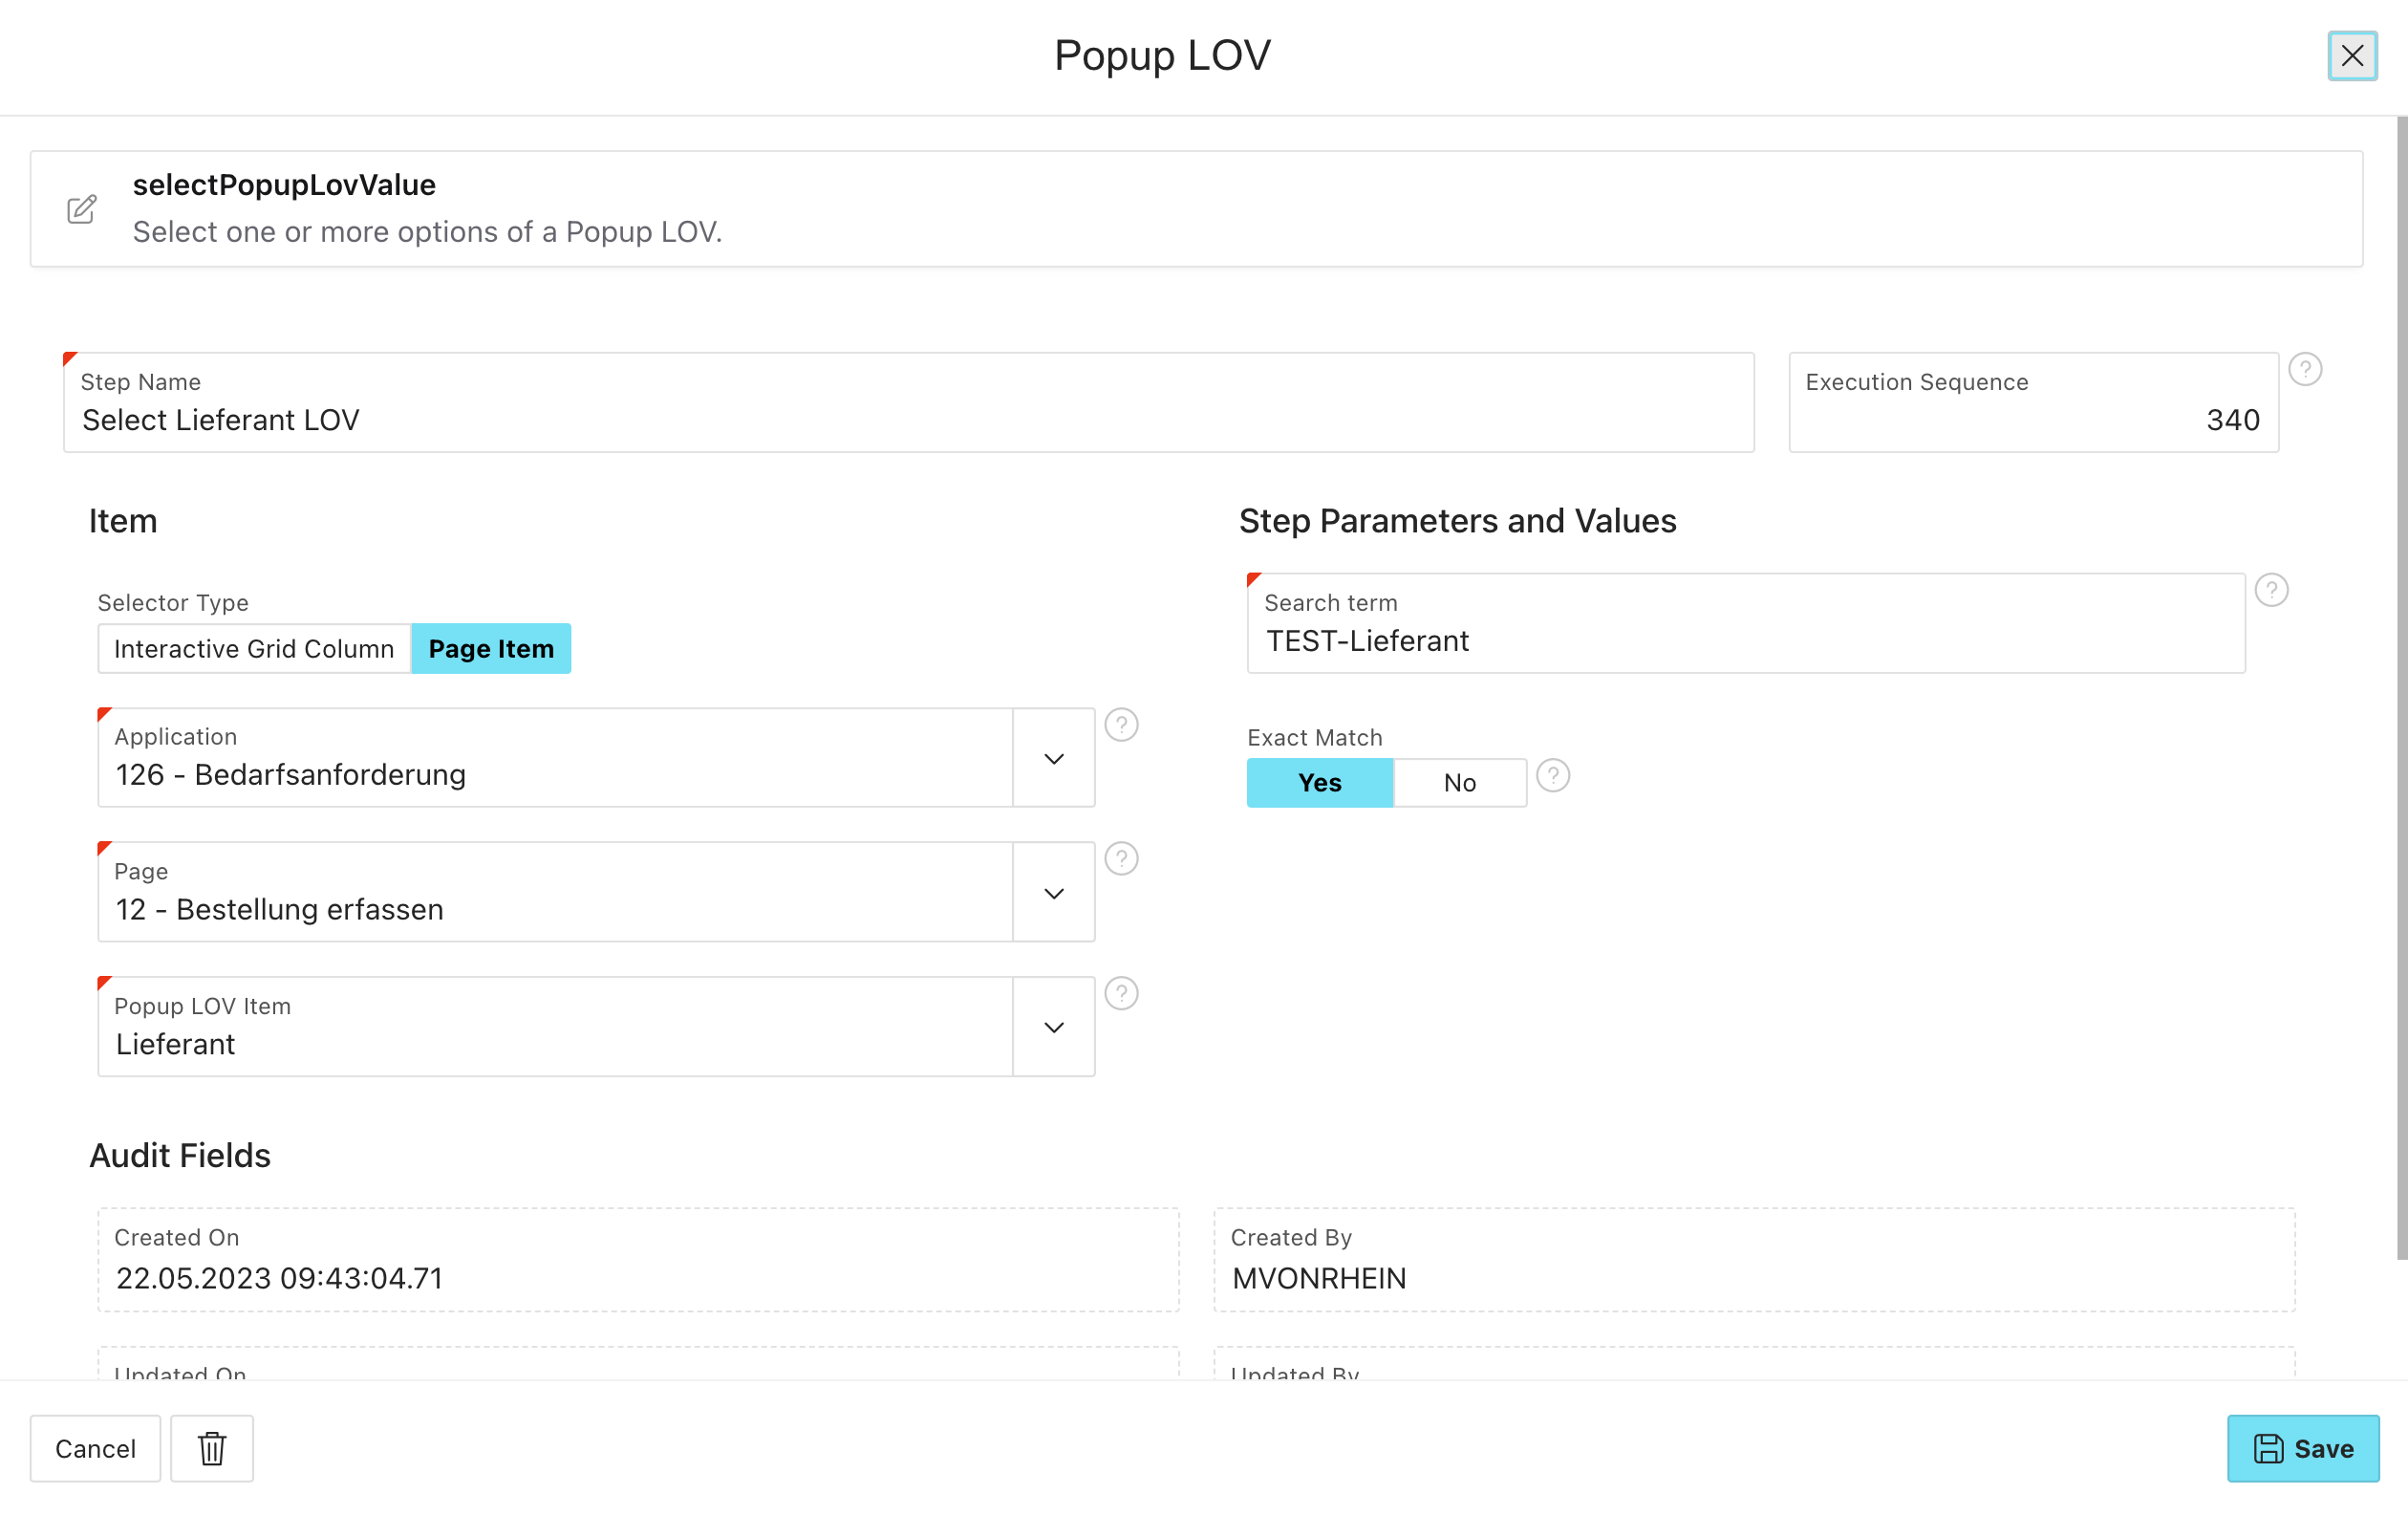 Popup LOV
selectPopupLovValue
Select one or more options of a Popup LOV.
Step Name
Select Lieferant LOV
Execution Sequence
340
?
Item
Selector Type
Interactive Grid Column
Page Item
Application
126 - Bedarfsanforderung
?
Page
12 - Bestellung erfassen
?
Popup LOV Item
Lieferant
?
Step Parameters and Values
Search term
TEST-Lieferant
?
Exact Match
Yes
No
?
Audit Fields
Created On
22.05.2023 09:43:04.71
Created By
MVONRHEIN
Updated On
Updated By
Cancel
Save